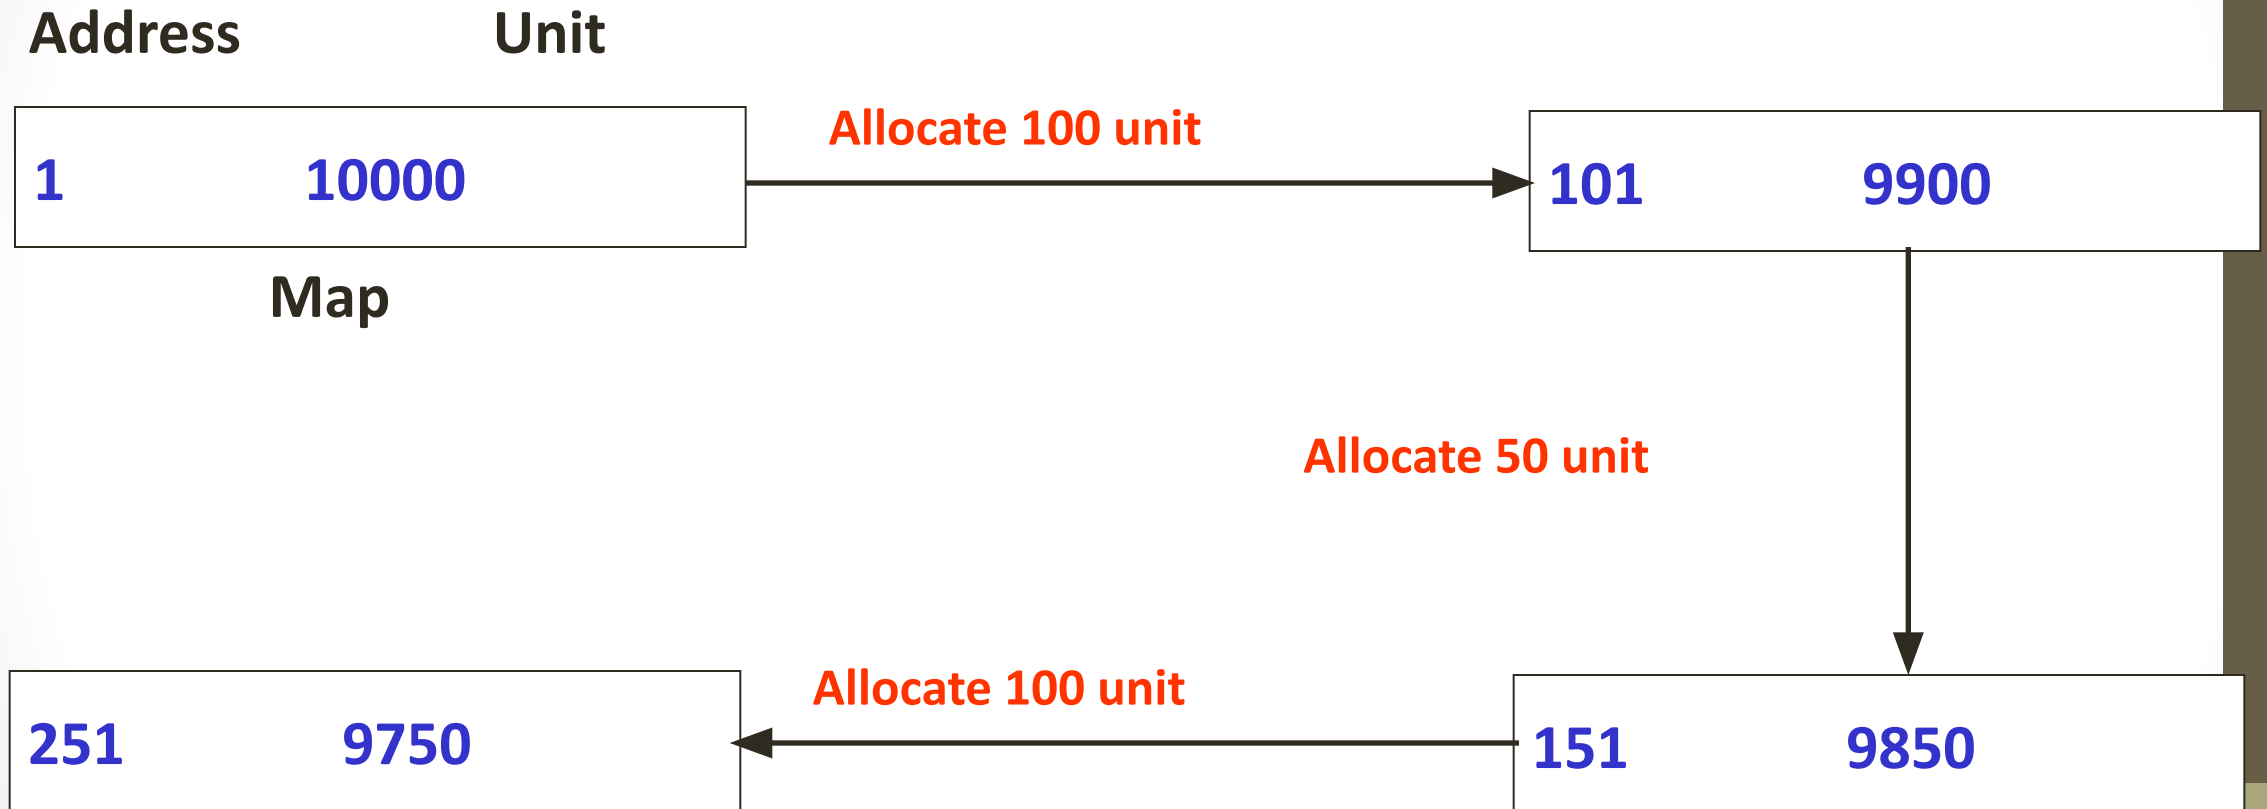 Address Unit
Allocate 100 unit
1 10000
101 9900
Map
Allocate 50 unit
Allocate 100 unit
251 9750
151 9850